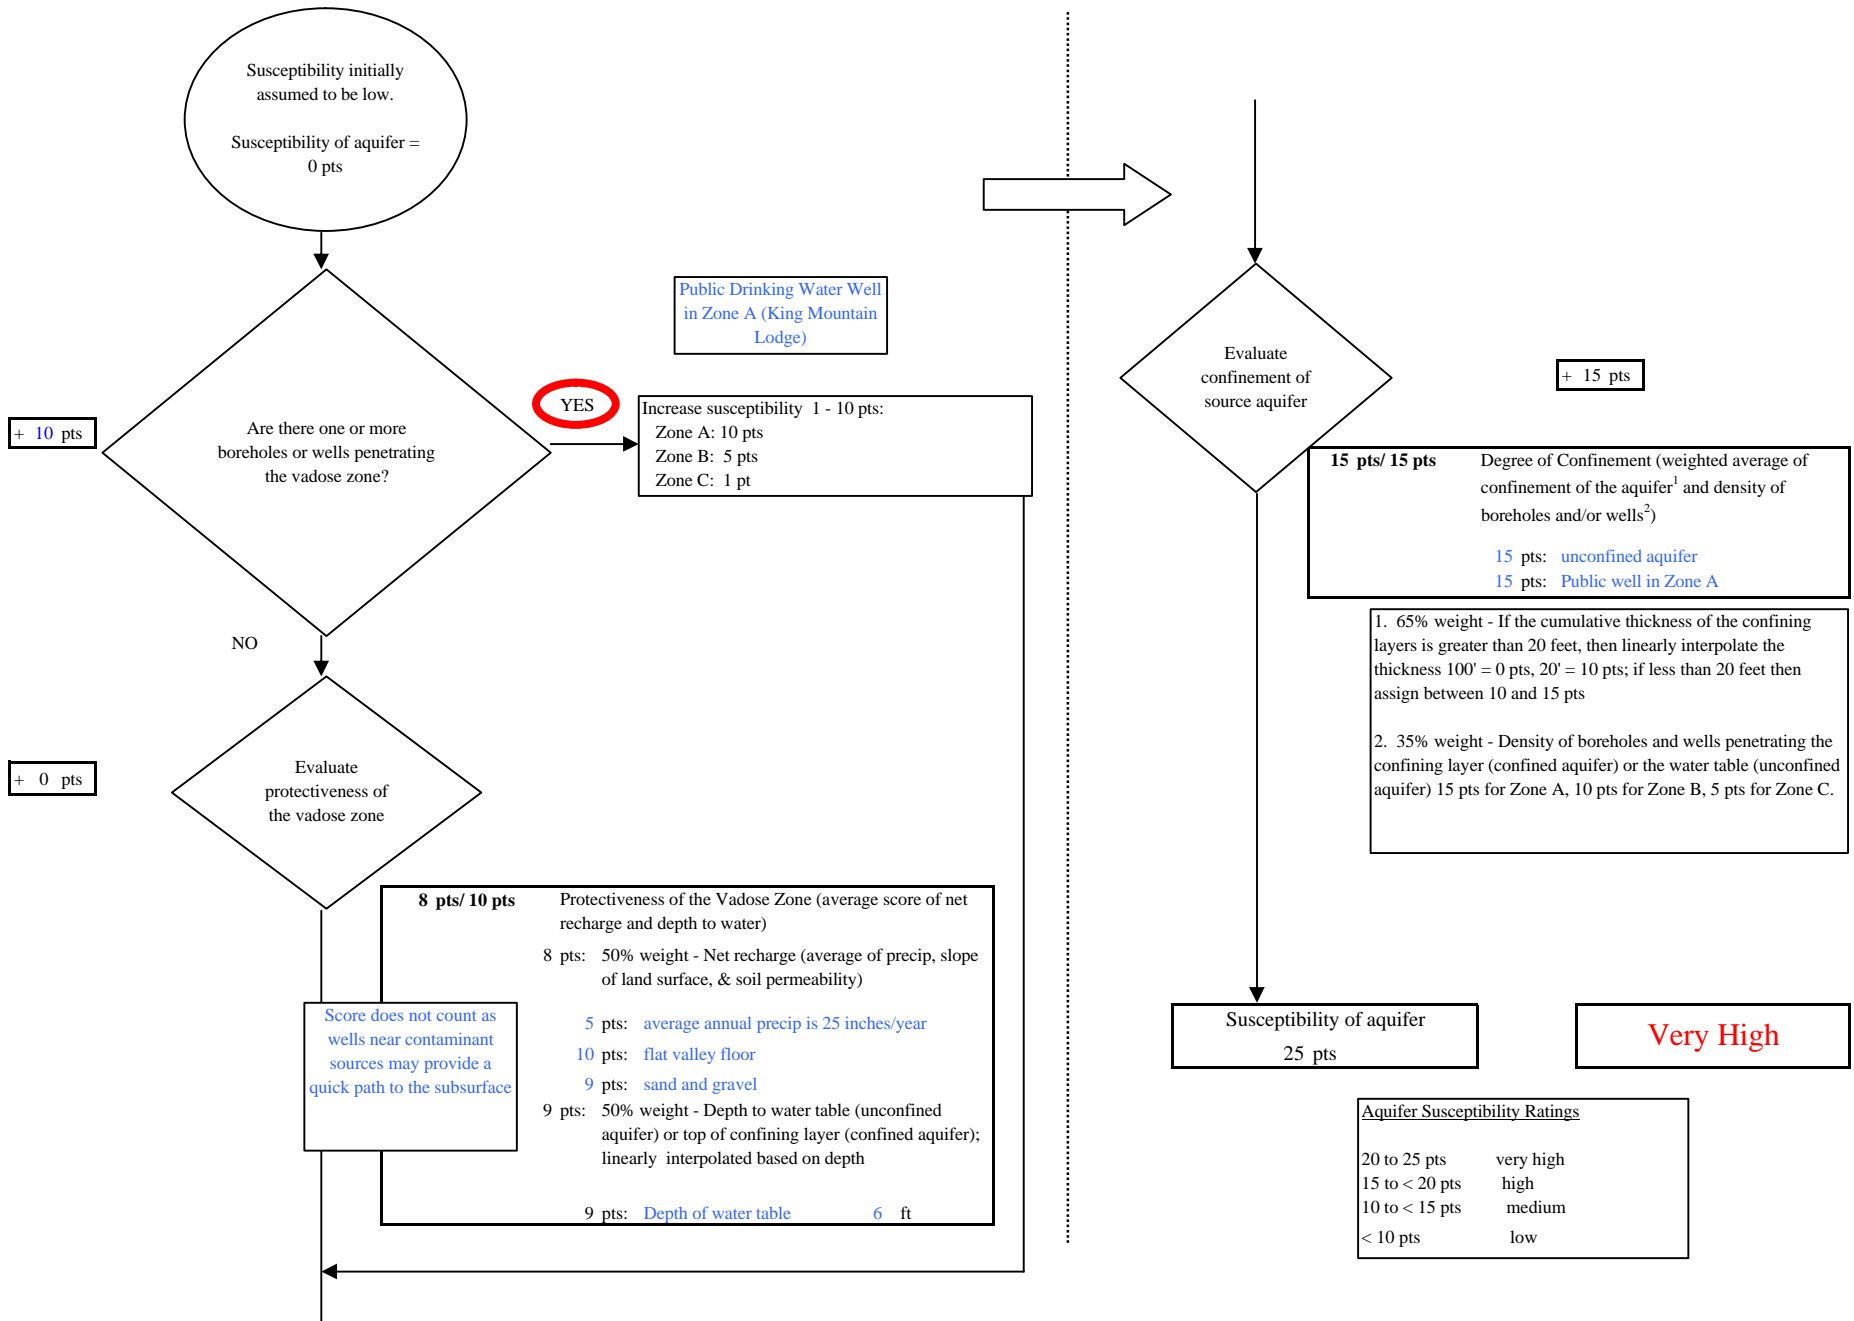 Susceptibility initially
assumed to be low.
Susceptibility of aquifer =
0 pts
Public Drinking Water Well
in Zone A (King Mountain
Lodge)
+ 10 pts
Are there one or more
boreholes or wells penetrating
the vadose zone?
YES
Increase susceptibility 1 - 10 pts:
Zone A: 10 pts
Zone B: 5 pts
Zone C: 1 pt
NO
+ 0 pts
Evaluate
protectiveness of
the vadose zone
8 pts/ 10 pts Protectiveness of the Vadose Zone (average score of net
recharge and depth to water)
8 pts: 50% weight - Net recharge (average of precip, slope
of land surface, & soil permeability)
Score does not count as
wells near contaminant
sources may provide a
quick path to the subsurface
5 pts: average annual precip is 25 inches/year
10 pts: flat valley floor
9 pts: sand and gravel
9 pts: 50% weight - Depth to water table (unconfined
aquifer) or top of confining layer (confined aquifer);
linearly interpolated based on depth
9 pts: Depth of water table 6 ft
Evaluate
confinement of
source aquifer
+ 15 pts
15 pts/ 15 pts Degree of Confinement (weighted average of
confinement of the aquifer1 and density of
boreholes and/or wells2)
15 pts: unconfined aquifer
15 pts: Public well in Zone A
1. 65% weight - If the cumulative thickness of the confining
layers is greater than 20 feet, then linearly interpolate the
thickness 100' = 0 pts, 20' = 10 pts; if less than 20 feet then
assign between 10 and 15 pts
2. 35% weight - Density of boreholes and wells penetrating the
confining layer (confined aquifer) or the water table (unconfined
aquifer) 15 pts for Zone A, 10 pts for Zone B, 5 pts for Zone C.
Susceptibility of aquifer
25 pts
Very High
Aquifer Susceptibility Ratings
20 to 25 pts very high
15 to < 20 pts high
10 to < 15 pts medium
< 10 pts low